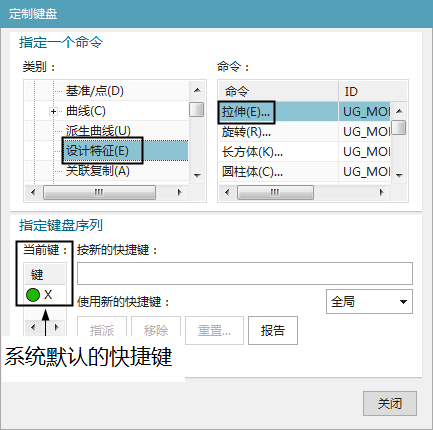 定制键盘
指定一个命令
类别：
基准/点(D)
曲线(C)
派生曲线(U)
设计特征(E)
关联复制(A)
命令：
命令 ID
拉伸(E)... UG_MO
旋转(R)... UG_MO
长方体(K)... UG_MO
圆柱体(C)... UG_MO
指定键盘序列
当前键： 按新的快捷键：
键
X
使用新的快捷键： 全局
指派 移除 重置... 报告
系统默认的快捷键
关闭